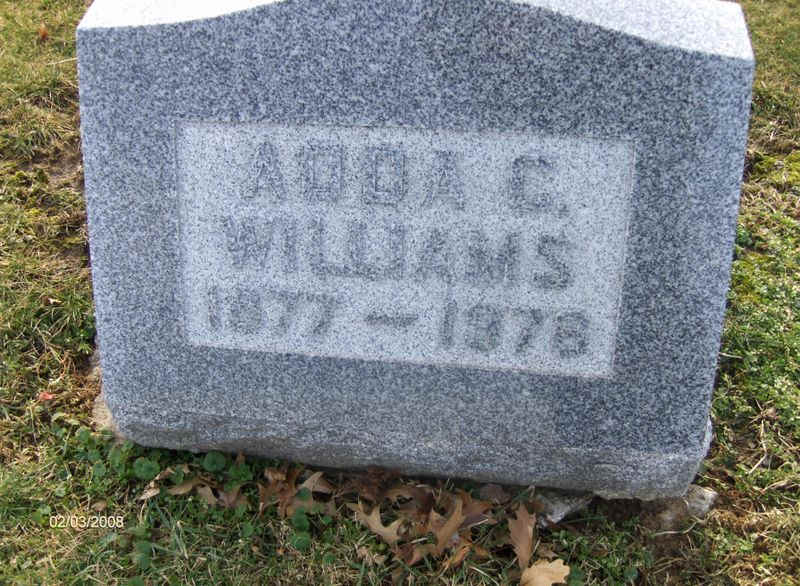 ADDA C.
WILLIAMS
1877 — 1878
02/03/2008